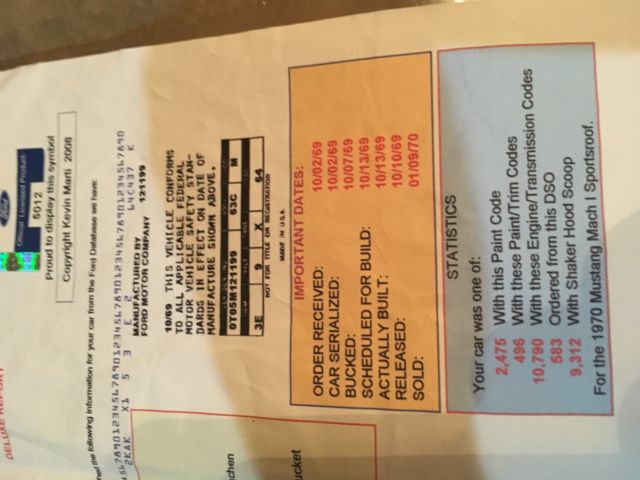 DELUXE REPORT
Ford
Official Licensed Product
5012
Proud to display this symbol
Copyright Kevin Marti 2008
the following information for your car from the Ford Database we have:
456789012345678901234567890123456789012345678901234567890
2KAK X1 5 3 E 2 L4C437 K
MANUFACTURED BY
FORD MOTOR COMPANY 121199
10/69 THIS VEHICLE CONFORMS
TO ALL APPLICABLE FEDERAL
MOTOR VEHICLE SAFETY STAN-
DARDS IN EFFECT ON DATE OF
MANUFACTURE SHOWN ABOVE.
0T05M121199 63C M
3E 9 X 64
NOT FOR TITLE OR REGISTRATION
MADE IN U.S.A.
IMPORTANT DATES:
ORDER RECEIVED: 10/02/69
CAR SERIALIZED: 10/02/69
BUCKED: 10/07/69
SCHEDULED FOR BUILD: 10/13/69
ACTUALLY BUILT: 10/13/69
RELEASED: 10/10/69
SOLD: 01/09/70
chen
ucket
STATISTICS
Your car was one of:
2,475 With this Paint Code
496 With these Paint/Trim Codes
10,790 With these Engine/Transmission Codes
583 Ordered from this DSO
9,312 With Shaker Hood Scoop
For the 1970 Mustang Mach I Sportsroof.